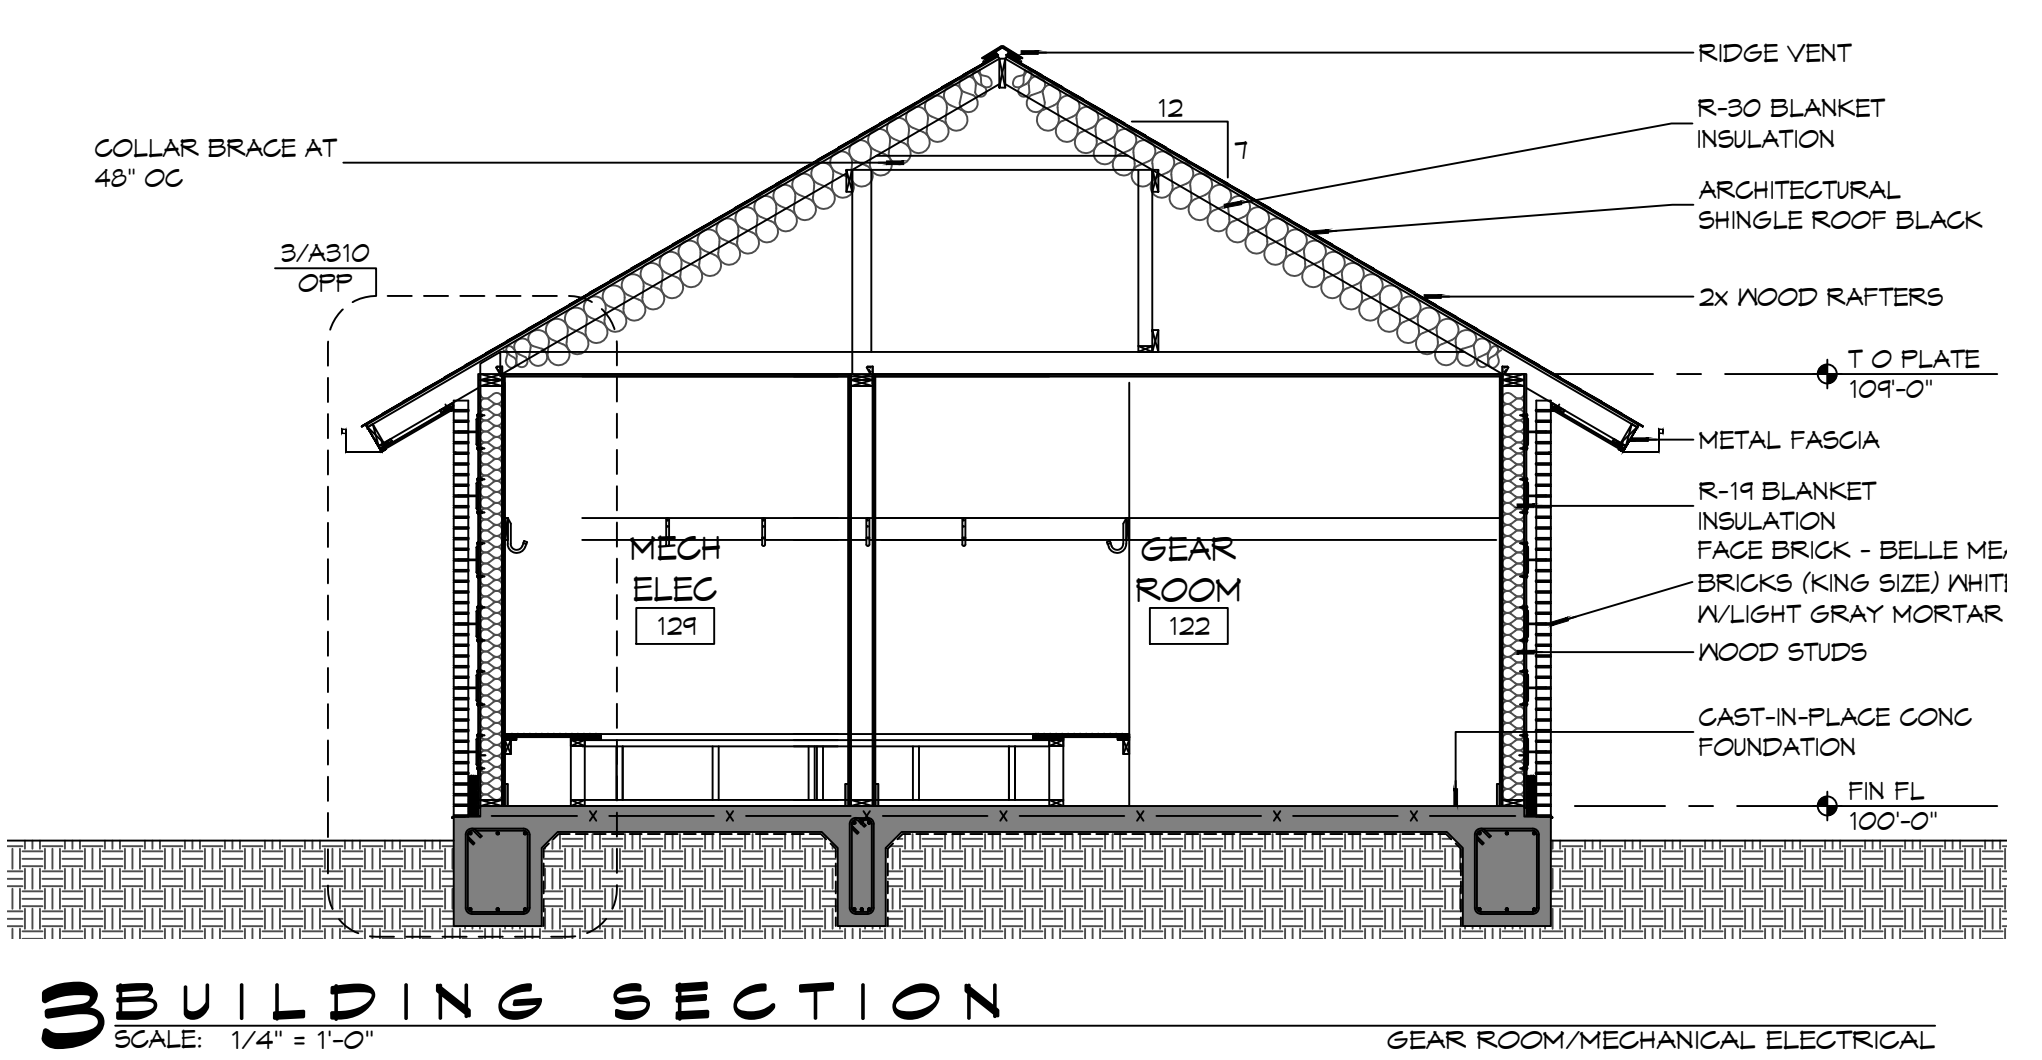 RIDGE VENT
12
7
R-30 BLANKET
INSULATION
COLLAR BRACE AT
48" OC
ARCHITECTURAL
SHINGLE ROOF BLACK
3/A310
OPP
2x WOOD RAFTERS
T O PLATE
109'-0"
METAL FASCIA
R-19 BLANKET
INSULATION
FACE BRICK - BELLE
BRICKS (KING SIZE)
W/LIGHT GRAY MORTAR
MECH
ELEC
129
GEAR
ROOM
122
WOOD STUDS
CAST-IN-PLACE CONC
FOUNDATION
FIN FL
100'-0"
X X X X X X X
3 BUILDING SECTION
SCALE: 1/4" = 1'-0"
GEAR ROOM/MECHANICAL ELECTRICAL